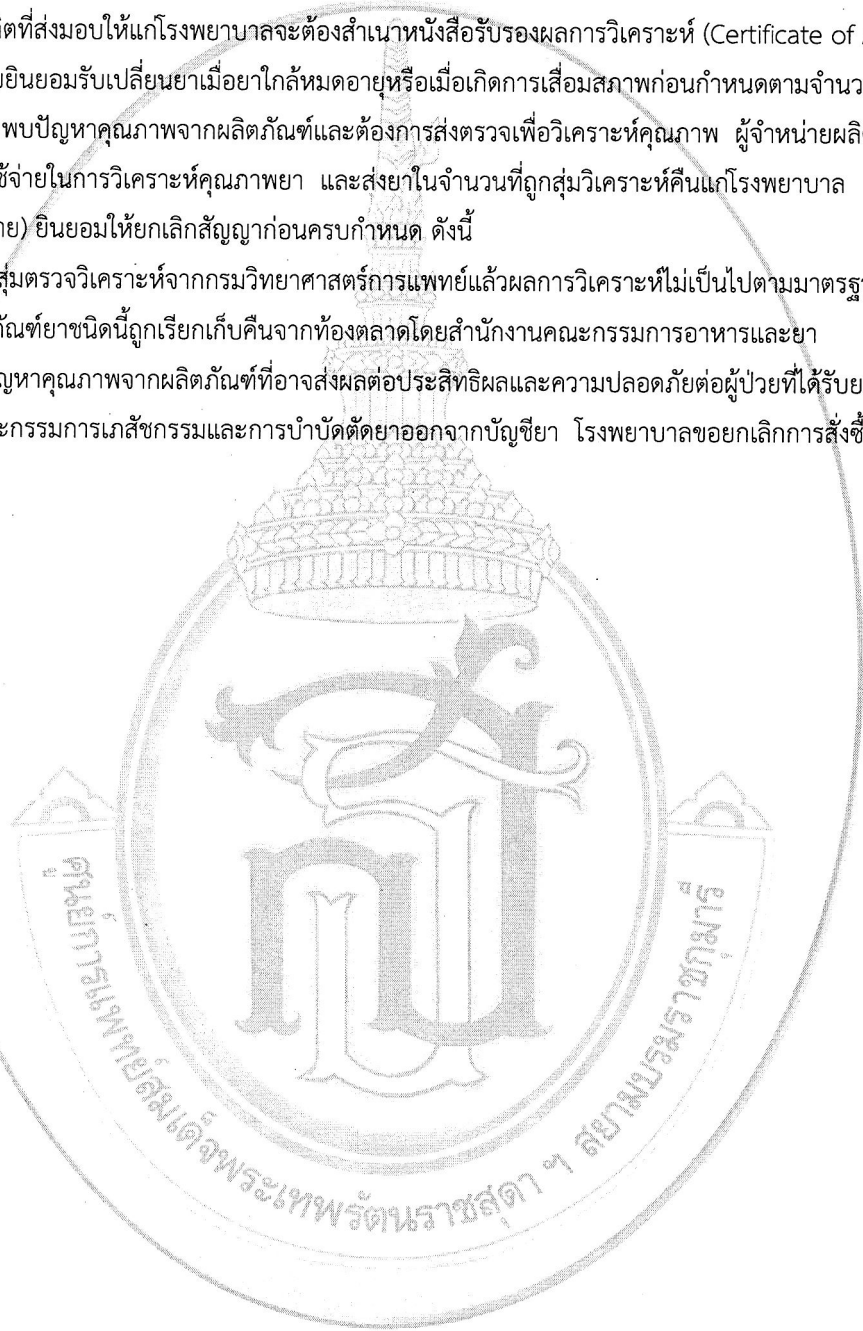 ิตที่ส่งมอบให้แก่โรงพยาบาลจะต้องสำเนาหนังสือรับรองผลการวิเคราะห์ (Certificate of
ยินยอมรับเปลี่ยนยาเมื่อยาใกล้หมดอายุหรือเมื่อเกิดการเสื่อมสภาพก่อนกำหนดตามจำนว
พบปัญหาคุณภาพจากผลิตภัณฑ์และต้องการส่งตรวจเพื่อวิเคราะห์คุณภาพ ผู้จำหน่ายผลิ
ช้จ่ายในการวิเคราะห์คุณภาพยา และส่งยาในจำนวนที่ถูกสุ่มวิเคราะห์คืนแก่โรงพยาบาล
าย) ยินยอมให้ยกเลิกสัญญาก่อนครบกำหนด ดังนี้
สุ่มตรวจวิเคราะห์จากกรมวิทยาศาสตร์การแพทย์แล้วผลการวิเคราะห์ไม่เป็นไปตามมาตรฐา
ัณฑ์ยาชนิดนี้ถูกเรียกเก็บคืนจากท้องตลาดโดยสำนักงานคณะกรรมการอาหารและยา
ญหาคุณภาพจากผลิตภัณฑ์ที่อาจส่งผลต่อประสิทธิผลและความปลอดภัยต่อผู้ป่วยที่ได้รับย
ะกรรมการเภสัชกรรมและการบำบัดตัดยาออกจากบัญชียา โรงพยาบาลขอยกเลิกการสั่งซื้
ศูนย์การแพทย์สมเด็จพระเทพรัตนราชสุดา ฯ สยามบรมราชกุมารี